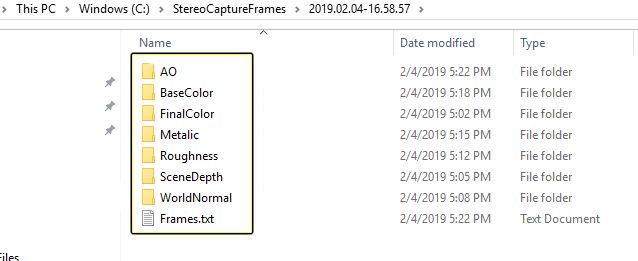 > This PC > Windows (C:) > StereoCaptureFrames > 2019.02.04-16.58.57 >
Name Date modified Type
AO 2/4/2019 5:22 PM File folder
BaseColor 2/4/2019 5:18 PM File folder
FinalColor 2/4/2019 5:02 PM File folder
Metalic 2/4/2019 5:15 PM File folder
Roughness 2/4/2019 5:12 PM File folder
SceneDepth 2/4/2019 5:05 PM File folder
WorldNormal 2/4/2019 5:08 PM File folder
Frames.txt 2/4/2019 5:22 PM Text Document
Files